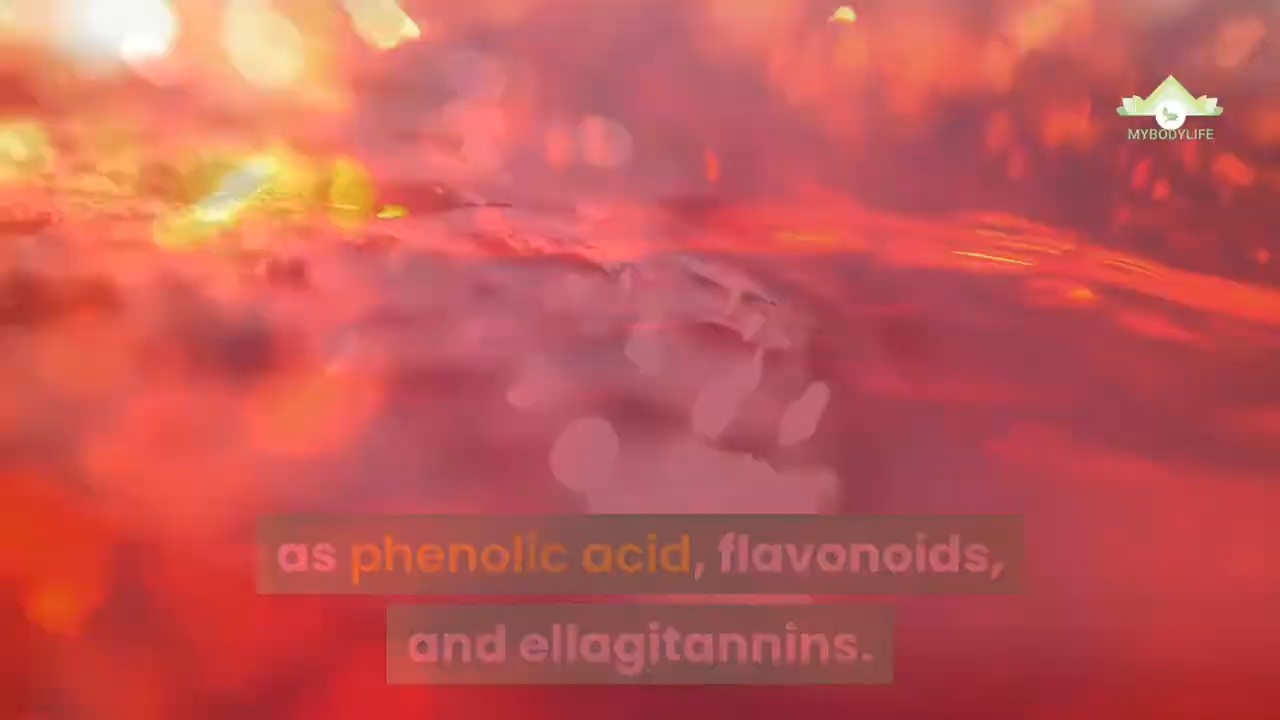 MYBODYLIFE
as phenolic acid, flavonoids,
and ellagitannins.